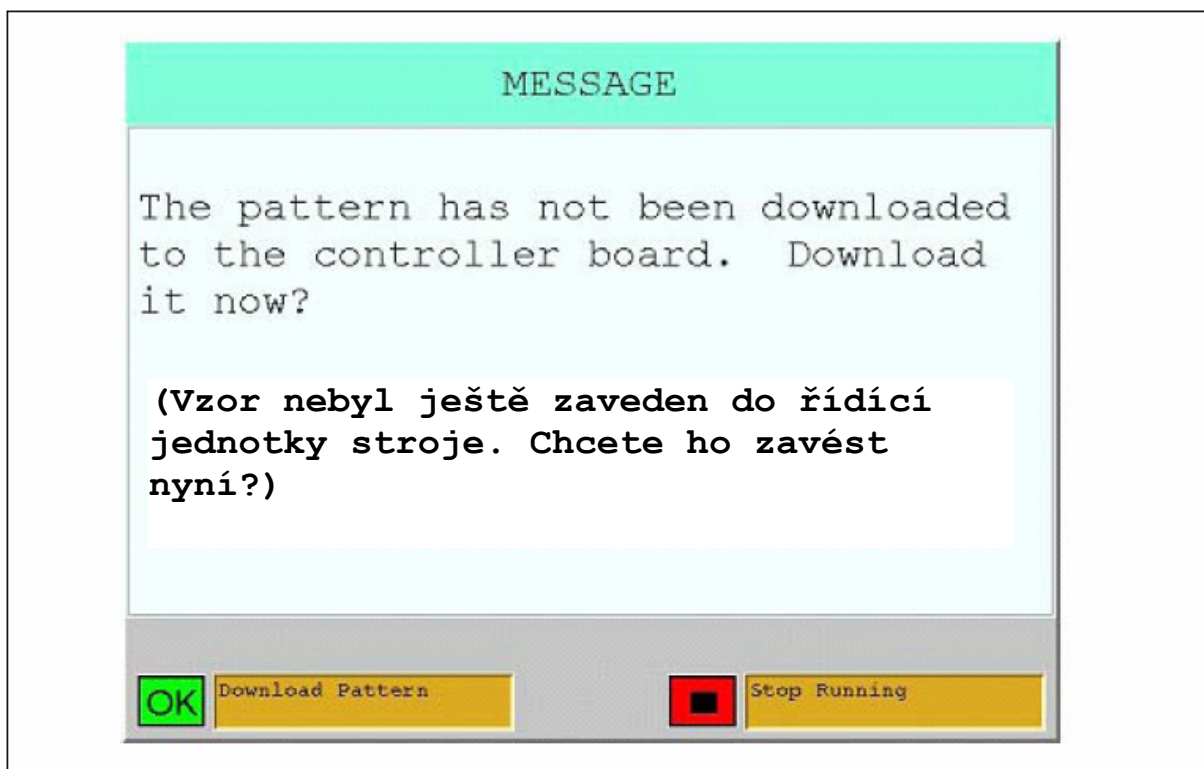 MESSAGE
The pattern has not been downloaded
to the controller board.  Download
it now?
(Vzor nebyl ještě zaveden do řídící
jednotky stroje. Chcete ho zavést
nyní?)
OK Download Pattern
Stop Running